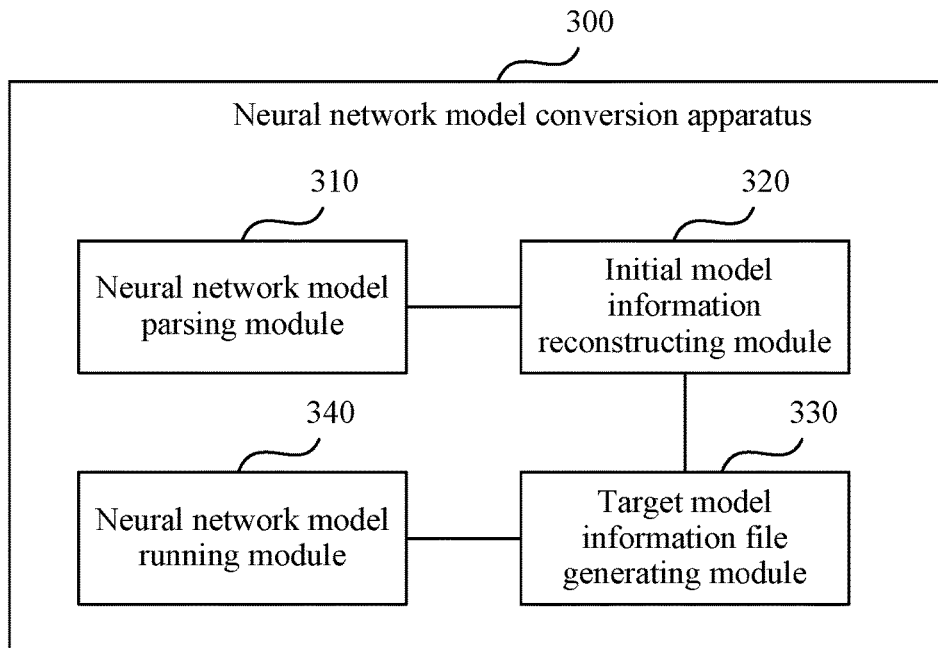 300
Neural network model conversion apparatus
310
320
Neural network model
parsing module
Initial model
information
reconstructing module
340
330
Neural network model
running module
Target model
information file
generating module